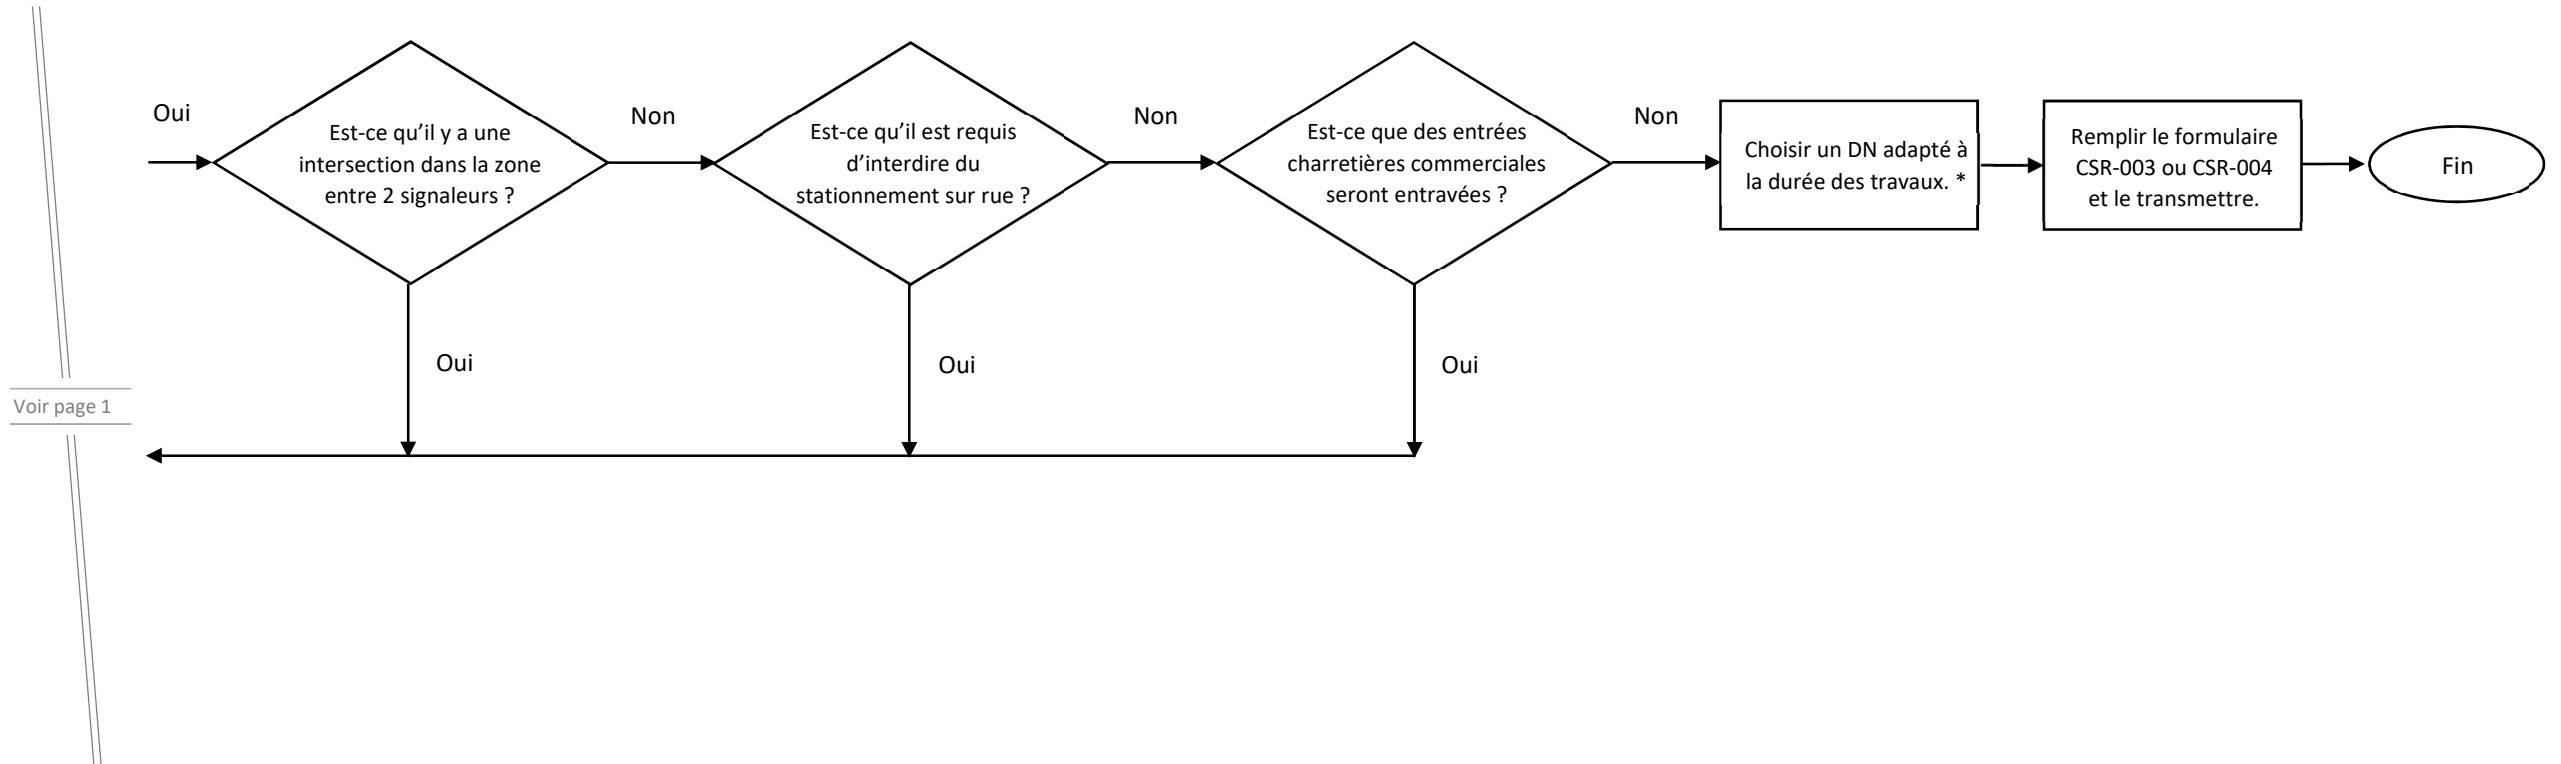 Oui
Est-ce qu’il y a une
intersection dans la zone
entre 2 signaleurs ?
Non
Est-ce qu’il est requis
d’interdire du
stationnement sur rue ?
Non
Est-ce que des entrées
charretières commerciales
seront entravées ?
Non
Choisir un DN adapté à
la durée des travaux. *
Remplir le formulaire
CSR-003 ou CSR-004
et le transmettre.
Fin
Oui
Oui
Oui
Voir page 1